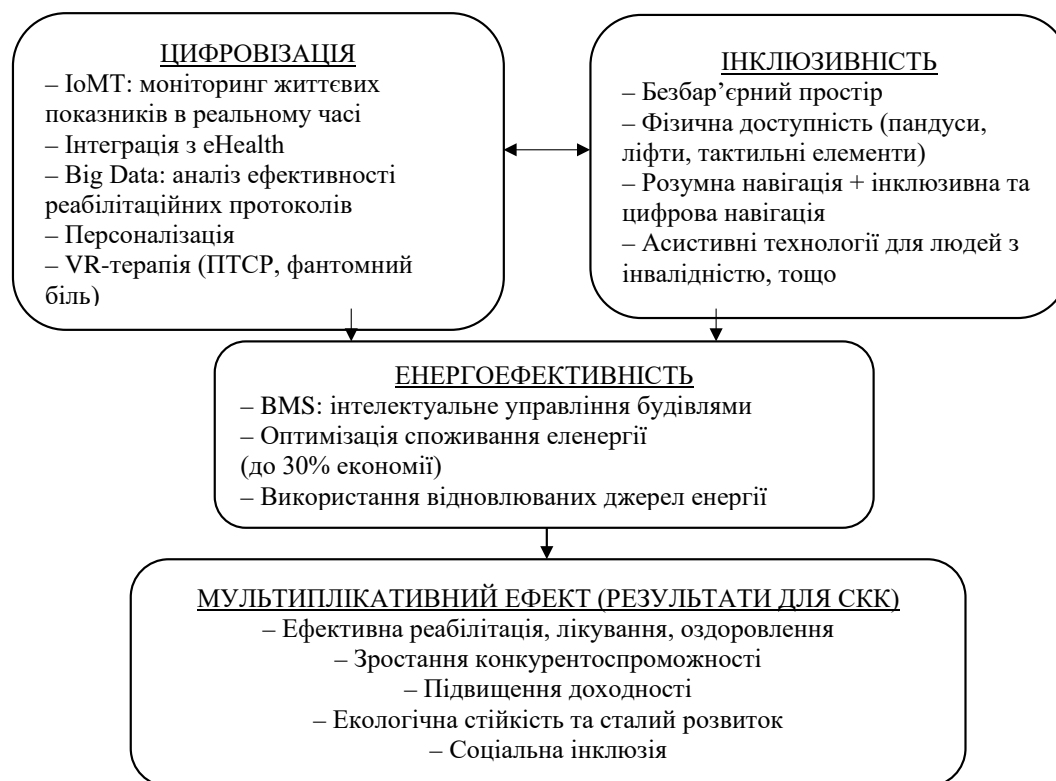 ЦИФРОВІЗАЦІЯ
– IoMT: моніторинг життєвих
показників в реальному часі
– Інтеграція з eHealth
– Big Data: аналіз ефективності
реабілітаційних протоколів
– Персоналізація
– VR-терапія (ПТСР, фантомний
біль)
ІНКЛЮЗИВНІСТЬ
– Безбар’єрний простір
– Фізична доступність (пандуси,
ліфти, тактильні елементи)
– Розумна навігація + інклюзивна та
цифрова навігація
– Асистивні технології для людей з
інвалідністю, тощо
ЕНЕРГОЕФЕКТИВНІСТЬ
– BMS: інтелектуальне управління будівлями
– Оптимізація споживання еленергії
(до 30% економії)
– Використання відновлюваних джерел енергії
МУЛЬТИПЛІКАТИВНИЙ ЕФЕКТ (РЕЗУЛЬТАТИ ДЛЯ СКК)
– Ефективна реабілітація, лікування, оздоровлення
– Зростання конкурентоспроможності
– Підвищення доходності
– Екологічна стійкість та сталий розвиток
– Соціальна інклюзія